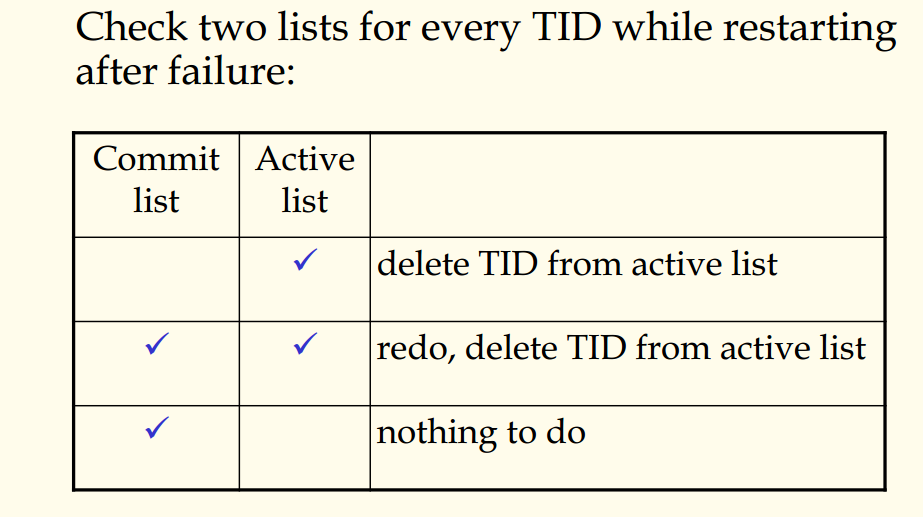 Check two lists for every TID while restarting
after failure:
Commit Active
list list
✓ delete TID from active list
✓ ✓ redo, delete TID from active list
✓ nothing to do